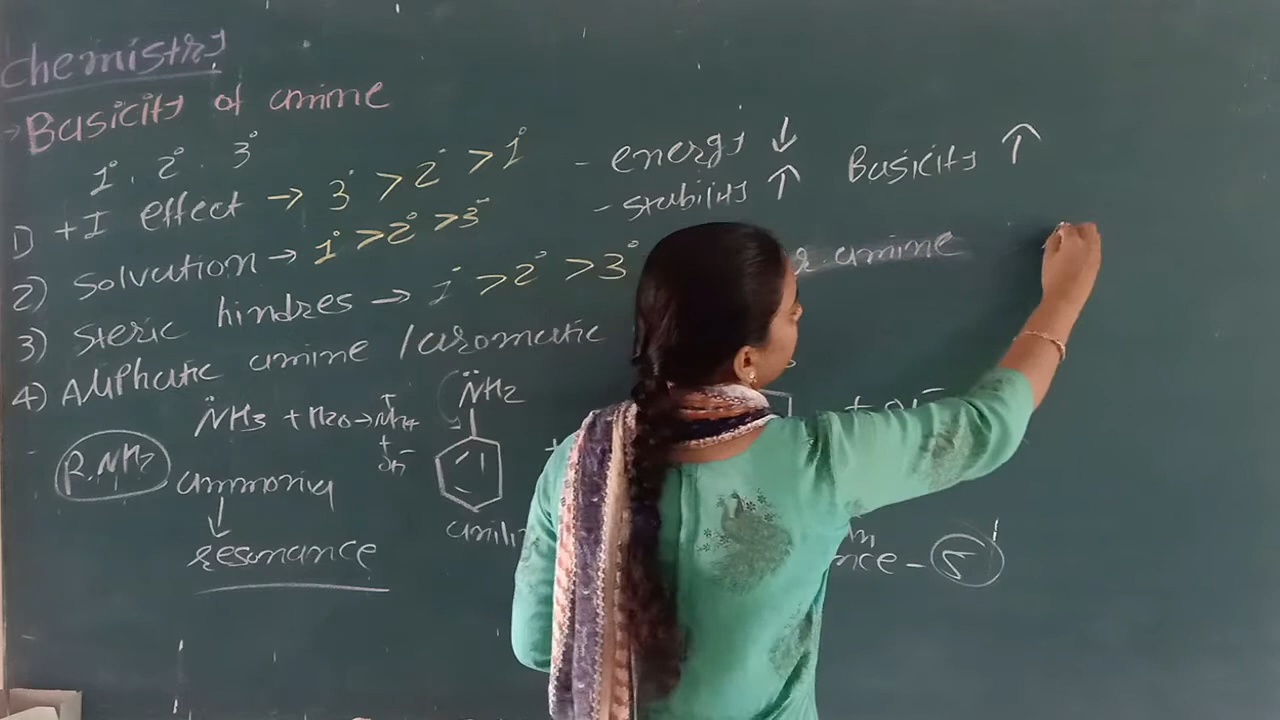 Chemistry
→ Basicity of amine
1°. 2°. 3°
1) +I effect → 3° > 2° > 1°
- energy ↓
- stability ↑ Basicity ↑
2) Solvation → 1° > 2° > 3°
3) Steric hindres → 1° > 2° > 3°
amine
4) Aliphatic amine / aromatic
N̈H3 + H2O → NH4+ + OH-
R.NH2
ammonia
↓
resonance
N̈H2
+ OH-
nce - 5